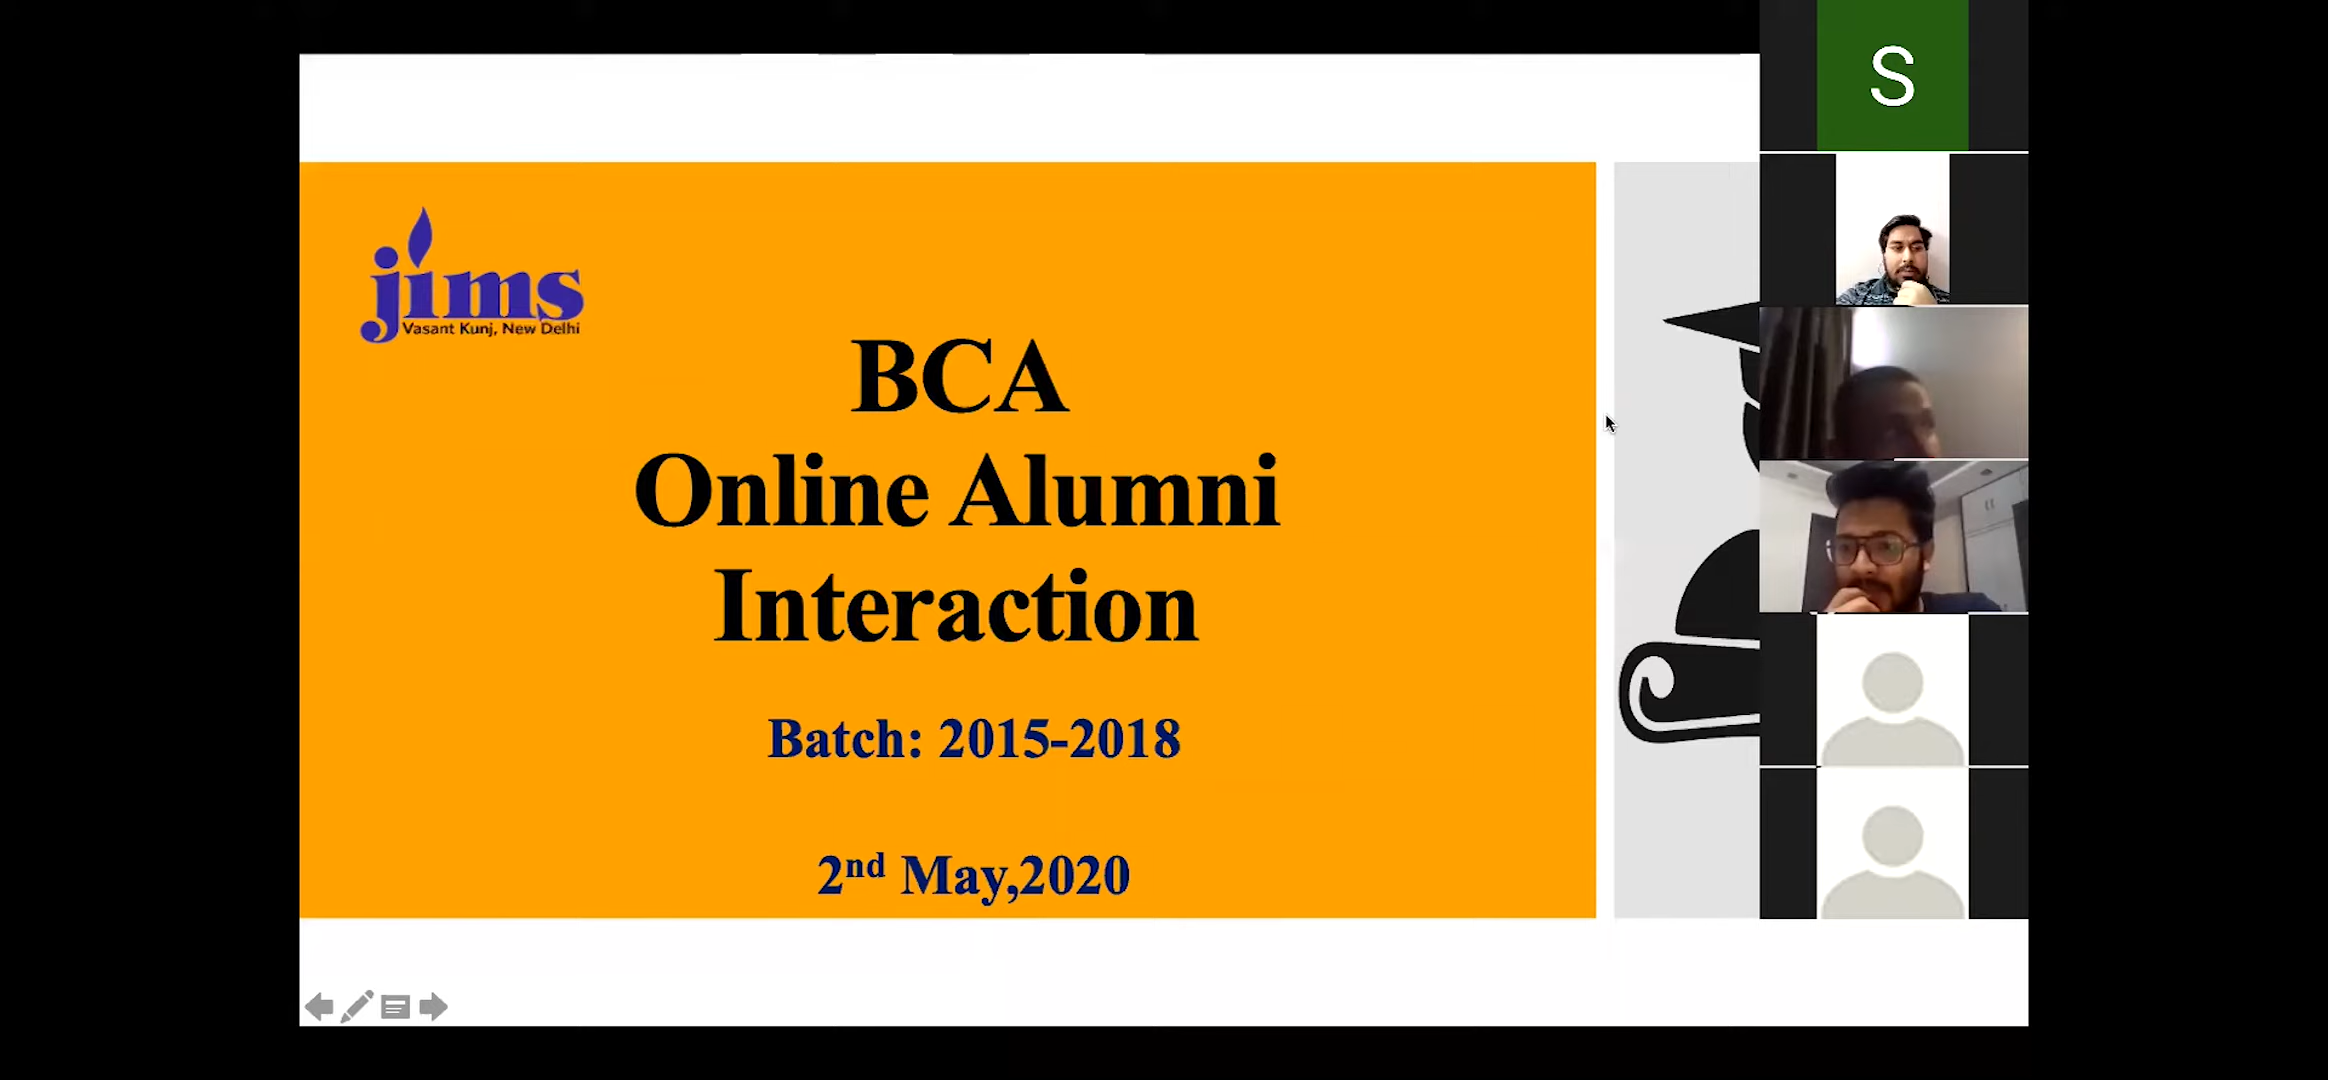 jims
Vasant Kunj, New Delhi
BCA
Online Alumni
Interaction
Batch: 2015-2018
2nd May,2020
S